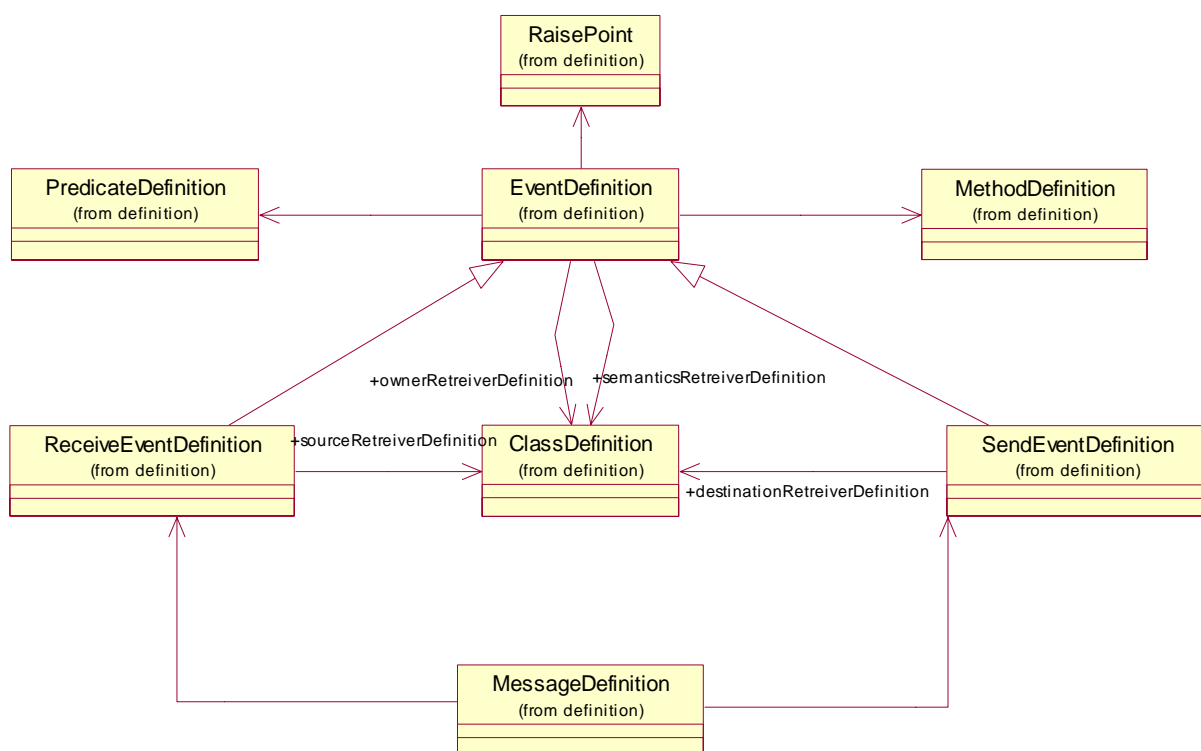 RaisePoint
(from definition)
PredicateDefinition
(from definition)
EventDefinition
(from definition)
MethodDefinition
(from definition)
+ownerRetreiverDefinition
+semanticsRetreiverDefinition
ReceiveEventDefinition
(from definition)
+sourceRetreiverDefinition
ClassDefinition
(from definition)
SendEventDefinition
(from definition)
+destinationRetreiverDefinition
MessageDefinition
(from definition)